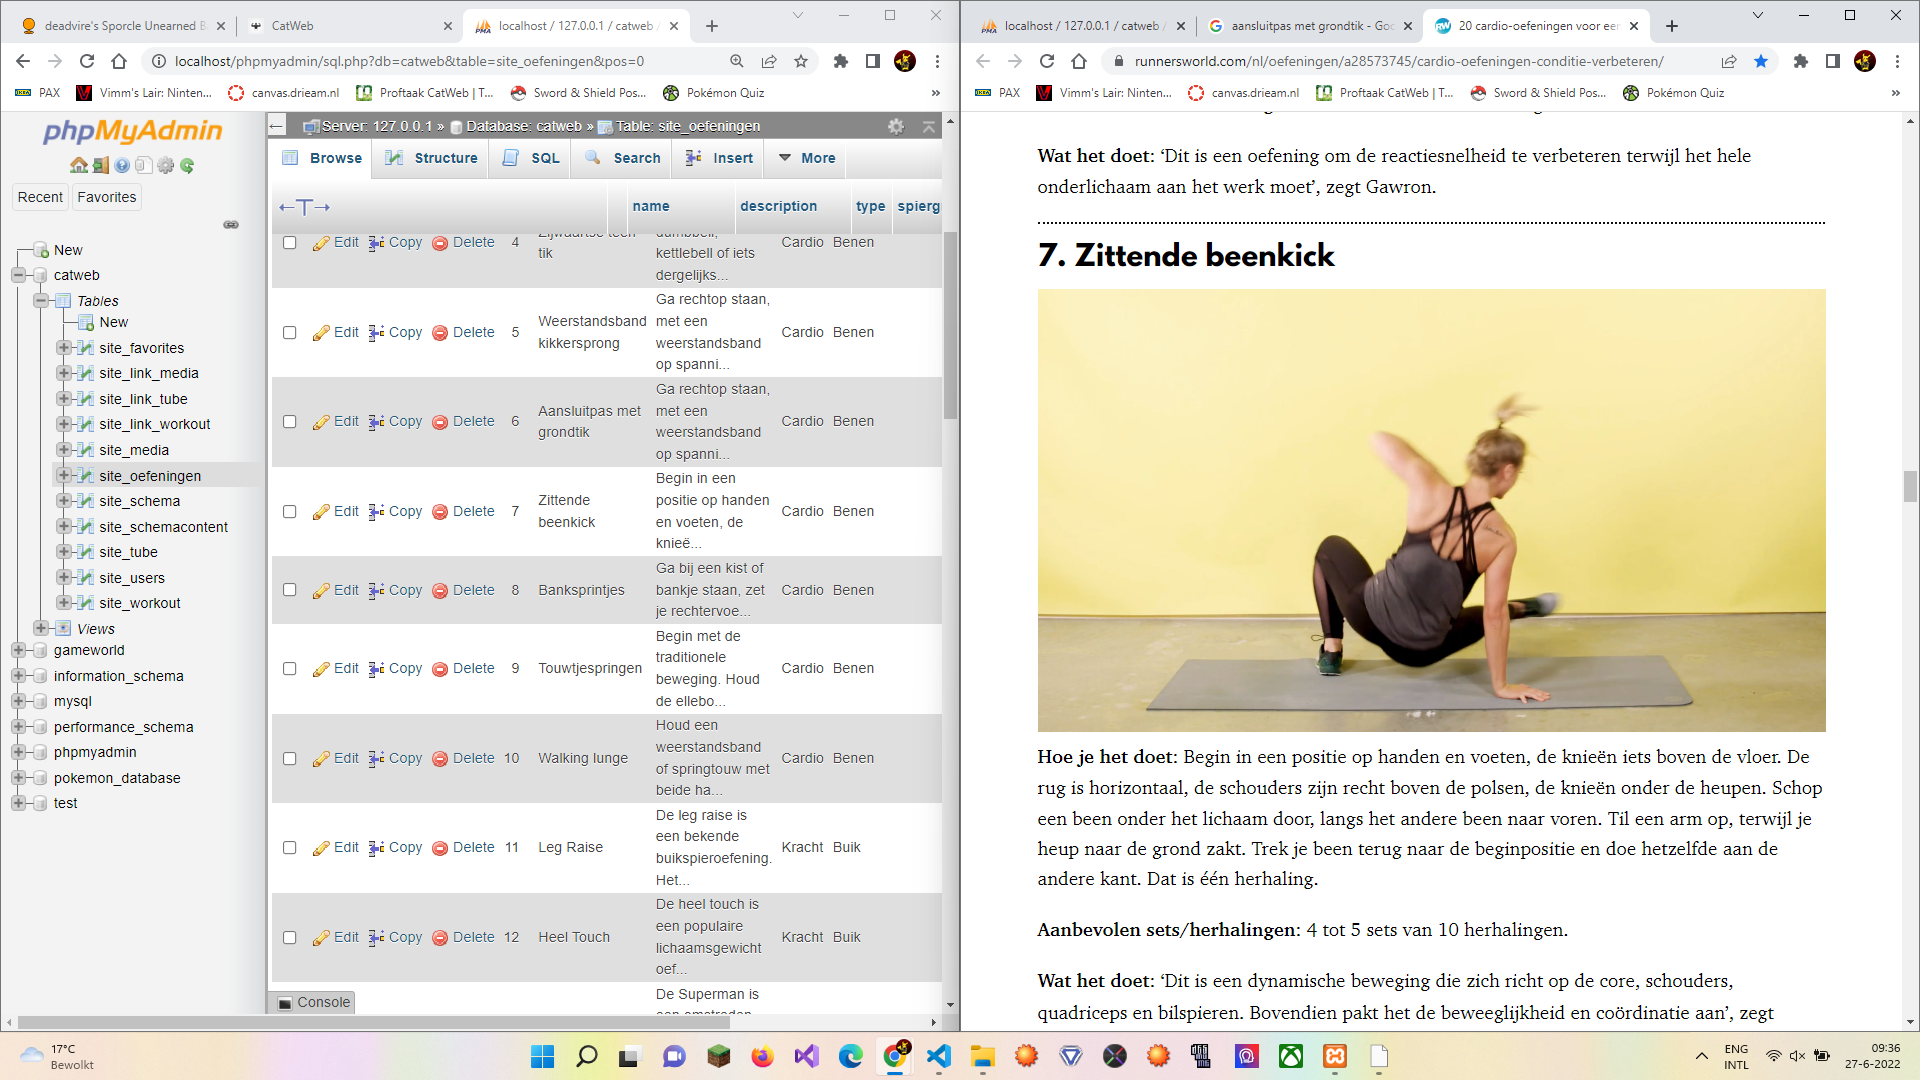 deadvire's Sporcle Unearned B
CatWeb
localhost / 127.0.0.1 / catweb /
localhost/phpmyadmin/sql.php?db=catweb&table=site_oefeningen&pos=0
PAX
Vimm's Lair: Ninten...
canvas.drieam.nl
Proftaak CatWeb | T...
Sword & Shield Pos...
Pokémon Quiz
»
phpMyAdmin
Recent
Favorites
New
catweb
Tables
New
site_favorites
site_link_media
site_link_tube
site_link_workout
site_media
site_oefeningen
site_schema
site_schemacontent
site_tube
site_users
site_workout
Views
gameworld
information_schema
mysql
performance_schema
phpmyadmin
pokemon_database
test
Server: 127.0.0.1 » Database: catweb » Table: site_oefeningen
Browse
Structure
SQL
Search
Insert
More
name
description
type
spierg
Edit Copy Delete 4
Zijwaartse teen
tik
dumbbell,
kettlebell of iets
dergelijks...
Cardio Benen
Edit Copy Delete 5
Weerstandsband
kikkersprong
Ga rechtop staan,
met een
weerstandsband
op spanni...
Cardio Benen
Edit Copy Delete 6
Aansluitpas met
grondtik
Ga rechtop staan,
met een
weerstandsband
op spanni...
Cardio Benen
Edit Copy Delete 7
Zittende
beenkick
Begin in een
positie op handen
en voeten, de
knieë...
Cardio Benen
Edit Copy Delete 8
Banksprintjes
Ga bij een kist of
bankje staan, zet
je rechtervoe...
Cardio Benen
Edit Copy Delete 9
Touwtjespringen
Begin met de
traditionele
beweging. Houd
de ellebo...
Cardio Benen
Edit Copy Delete 10
Walking lunge
Houd een
weerstandsband
of springtouw met
beide ha...
Cardio Benen
Edit Copy Delete 11
Leg Raise
De leg raise is
een bekende
buikspieroefening.
Het...
Kracht Buik
Edit Copy Delete 12
Heel Touch
De heel touch is
een populaire
lichaamsgewicht
oef...
Kracht Buik
De Superman is
Console
localhost / 127.0.0.1 / catweb /
aansluitpas met grondtik - Goo
20 cardio-oefeningen voor een
runnersworld.com/nl/oefeningen/a28573745/cardio-oefeningen-conditie-verbeteren/
PAX
Vimm's Lair: Ninten...
canvas.drieam.nl
Proftaak CatWeb | T...
Sword & Shield Pos...
Pokémon Quiz
»
Wat het doet: ‘Dit is een oefening om de reactiesnelheid te verbeteren terwijl het hele
onderlichaam aan het werk moet’, zegt Gawron.
7. Zittende beenkick
Hoe je het doet: Begin in een positie op handen en voeten, de knieën iets boven de vloer. De
rug is horizontaal, de schouders zijn recht boven de polsen, de knieën onder de heupen. Schop
een been onder het lichaam door, langs het andere been naar voren. Til een arm op, terwijl je
heup naar de grond zakt. Trek je been terug naar de beginpositie en doe hetzelfde aan de
andere kant. Dat is één herhaling.
Aanbevolen sets/herhalingen: 4 tot 5 sets van 10 herhalingen.
Wat het doet: ‘Dit is een dynamische beweging die zich richt op de core, schouders,
quadriceps en bilspieren. Bovendien pakt het de beweeglijkheid en coördinatie aan’, zegt
17°C
Bewolkt
ENG
INTL
09:36
27-6-2022